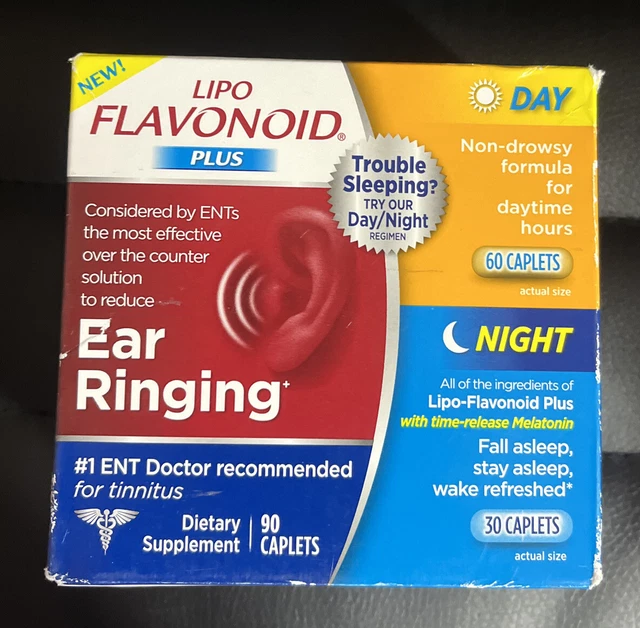 NEW!
LIPO
FLAVONOID®
PLUS
Considered by ENTs
the most effective
over the counter
solution
to reduce
Ear
Ringing+
#1 ENT Doctor recommended
for tinnitus
Dietary
Supplement
90
CAPLETS
Trouble
Sleeping?
TRY OUR
Day/Night
REGIMEN
DAY
Non-drowsy
formula
for
daytime
hours
60 CAPLETS
actual size
NIGHT
All of the ingredients of
Lipo-Flavonoid Plus
with time-release Melatonin
Fall asleep,
stay asleep,
wake refreshed*
30 CAPLETS
actual size